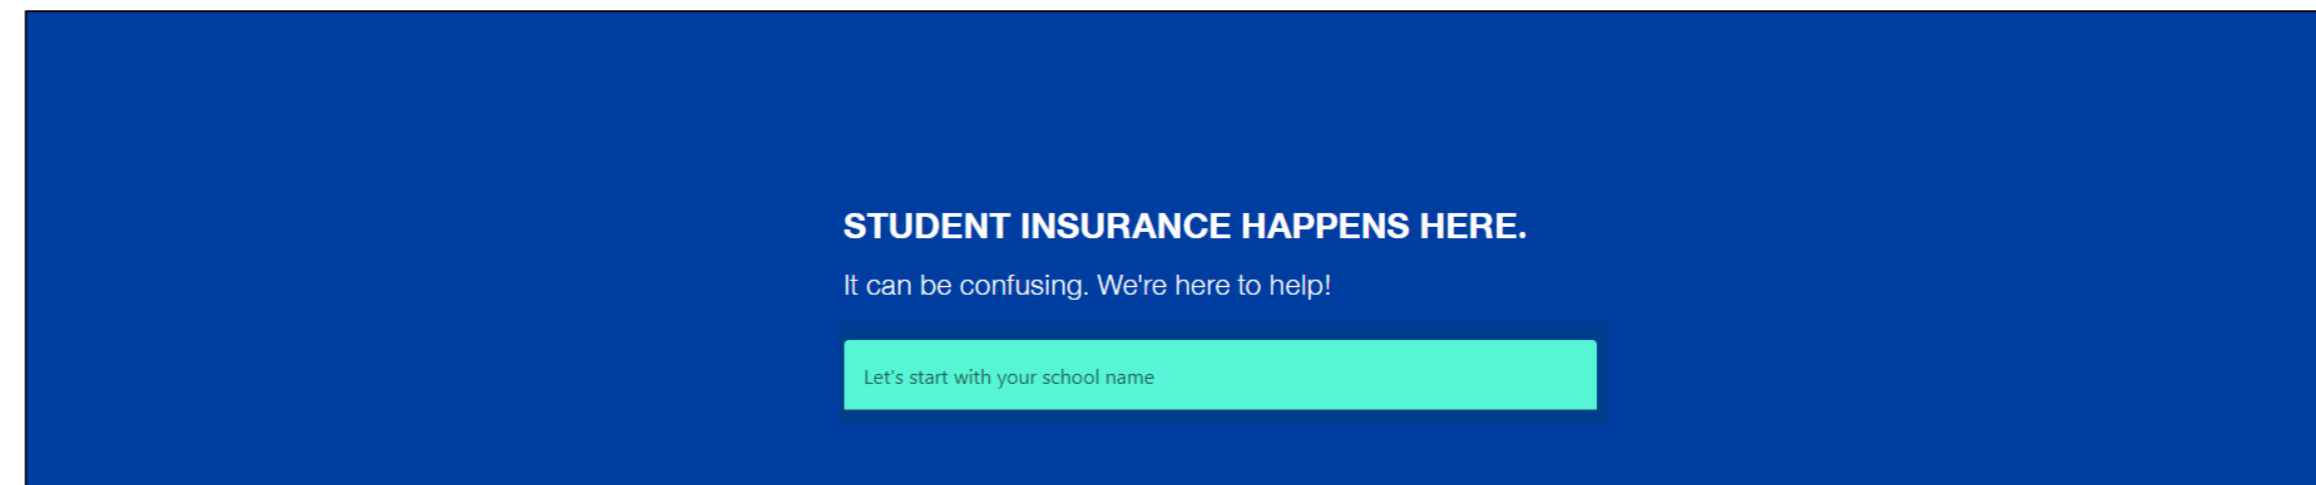 STUDENT INSURANCE HAPPENS HERE.
It can be confusing. We're here to help!
Let's start with your school name